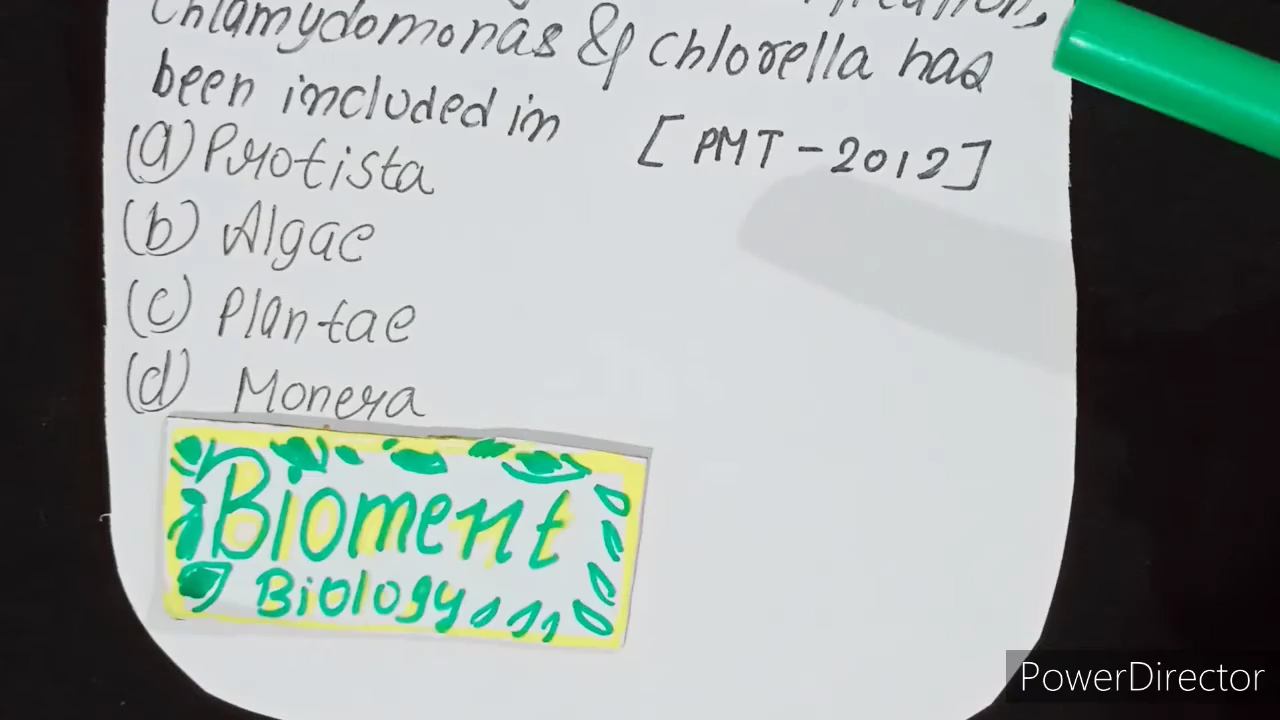 Chlamydomonas & Chlorella has
been included in [PMT-2012]
(a) Protista
(b) Algae
(c) Plantae
(d) Monera
Bioment
Biology
PowerDirector